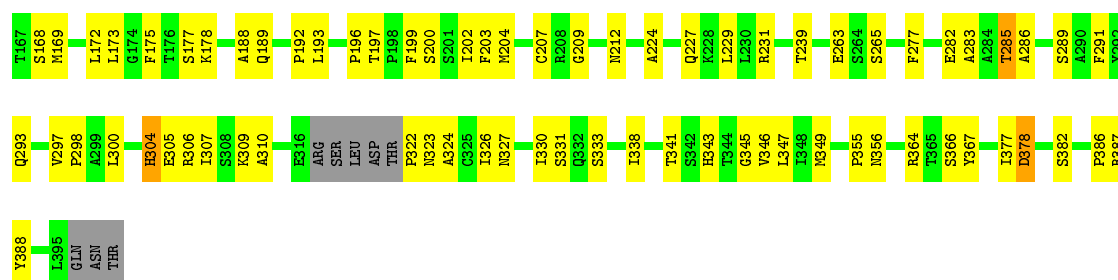 T167 S168 M169 L172 L173 G174 F175 T176 S177 K178 A188 Q189 P192 L193 P196 T197 P198 F199 S200 S201 I202 F203 M204 C207 R208 G209 N212 A224 Q227 K228 L229 L230 R231 T239 E263 S264 S265 F277 E282 A283 A284 T285 A286 S289 A290 F291
Q293 V297 P298 A299 L300 H304 E305 R306 I307 S308 K309 A310 E316 ARG SER LEU ASP THR P322 N323 A324 C325 I326 N327 I330 S331 Q332 S333 I338 T341 S342 H343 T344 G345 V346 L347 I348 M349 P355 N356 R364 T365 S366 Y367 I377 D378 S382 P386
Y388 L395 GLN ASN THR